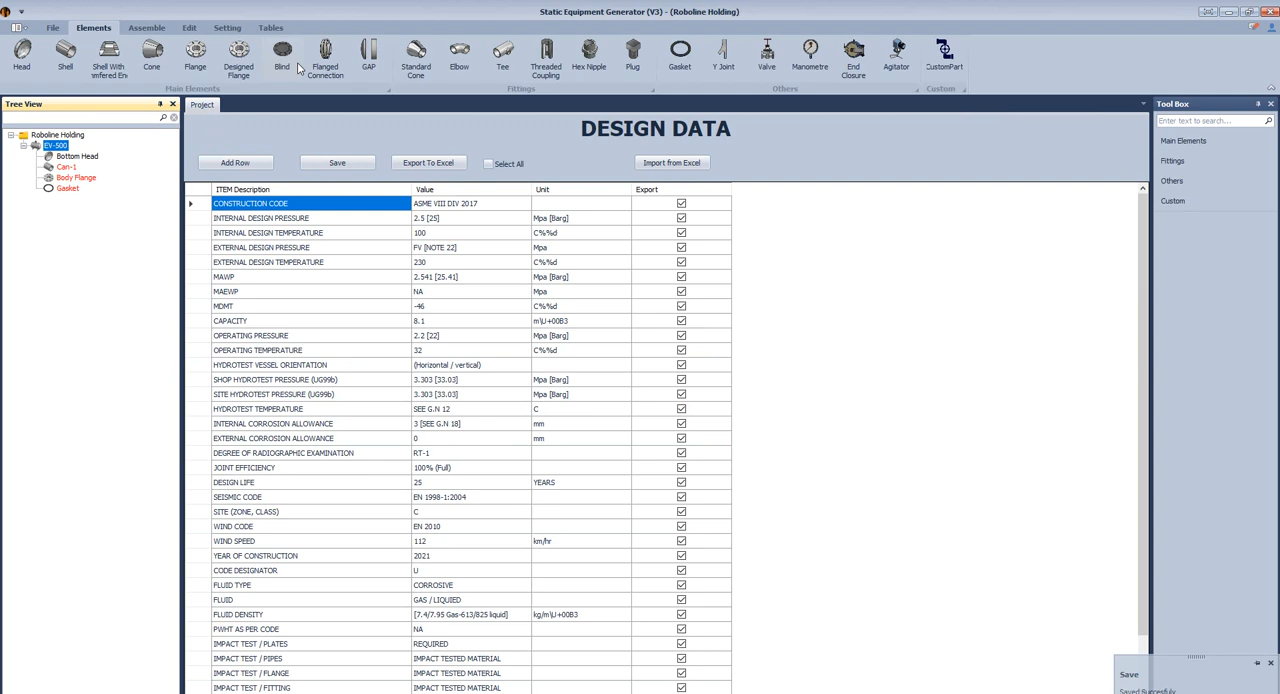 Static Equipment Generator (V3) - (Roboline Holding)
File Elements Assemble Edit Setting Tables
Head Shell Shell With Cone Flange Designed Blind Flanged GAP Standard Elbow Tee Threaded Hex Nipple Plug Gasket Y Joint Valve Manometre End Agitator CustomPart
mfered En Flange Connection Cone Coupling Closure
Main Elements Fittings Others Custom
Tree View Project Tool Box
Enter text to search...
Roboline Holding
EV-500
Bottom Head
Can-1
Body Flange
Gasket
Main Elements
Fittings
Others
Custom
DESIGN DATA
Add Row Save Export To Excel Select All Import from Excel
ITEM Description Value Unit Export
CONSTRUCTION CODE ASME VIII DIV 2017
INTERNAL DESIGN PRESSURE 2.5 [25] Mpa [Barg]
INTERNAL DESIGN TEMPERATURE 100 C%%d
EXTERNAL DESIGN PRESSURE FV [NOTE 22] Mpa
EXTERNAL DESIGN TEMPERATURE 230 C%%d
MAWP 2.541 [25.41] Mpa [Barg]
MAEWP NA Mpa
MDMT -46 C%%d
CAPACITY 8.1 m\U+00B3
OPERATING PRESSURE 2.2 [22] Mpa [Barg]
OPERATING TEMPERATURE 32 C%%d
HYDROTEST VESSEL ORIENTATION (Horizontal / vertical)
SHOP HYDROTEST PRESSURE (UG99b) 3.303 [33.03] Mpa [Barg]
SITE HYDROTEST PRESSURE (UG99b) 3.303 [33.03] Mpa [Barg]
HYDROTEST TEMPERATURE SEE G.N 12 C
INTERNAL CORROSION ALLOWANCE 3 [SEE G.N 18] mm
EXTERNAL CORROSION ALLOWANCE 0 mm
DEGREE OF RADIOGRAPHIC EXAMINATION RT-1
JOINT EFFICIENCY 100% (Full)
DESIGN LIFE 25 YEARS
SEISMIC CODE EN 1998-1:2004
SITE (ZONE, CLASS) C
WIND CODE EN 2010
WIND SPEED 112 km/hr
YEAR OF CONSTRUCTION 2021
CODE DESIGNATOR U
FLUID TYPE CORROSIVE
FLUID GAS / LIQUIED
FLUID DENSITY [7.4/7.95 Gas-613/825 liquid] kg/m\U+00B3
PWHT AS PER CODE NA
IMPACT TEST / PLATES REQUIRED
IMPACT TEST / PIPES IMPACT TESTED MATERIAL
IMPACT TEST / FLANGE IMPACT TESTED MATERIAL
IMPACT TEST / FITTING IMPACT TESTED MATERIAL
Save
Saved Succesfuly